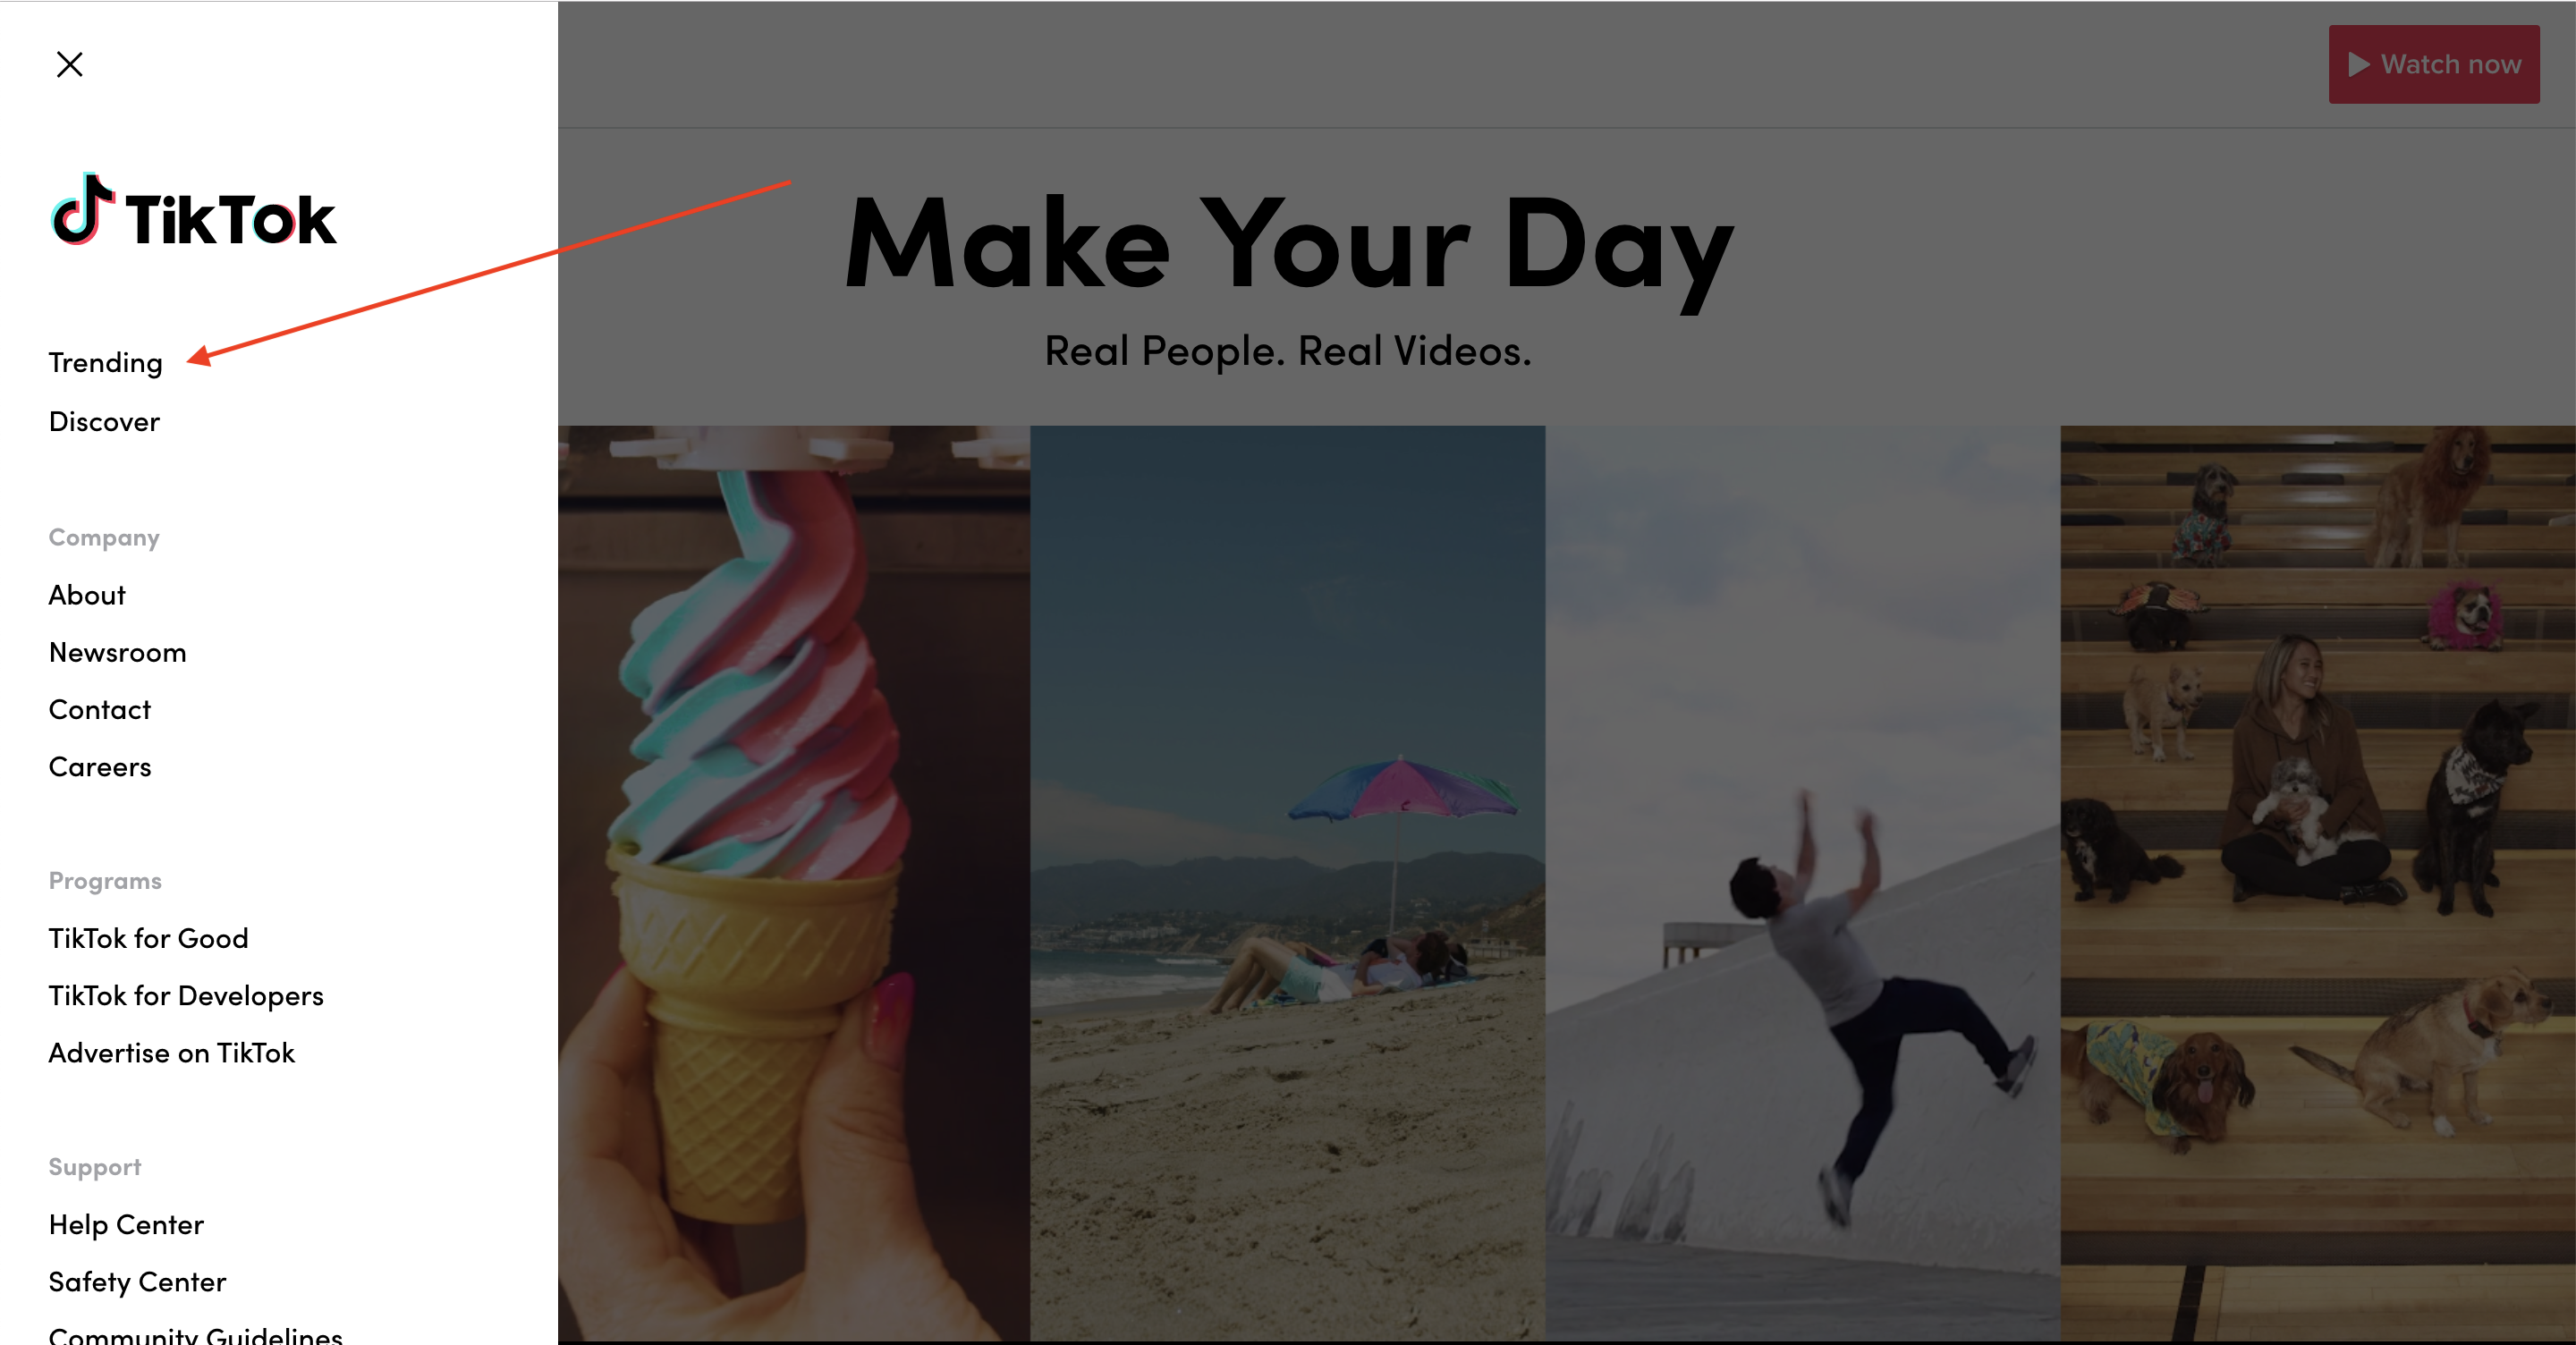 TikTok
Trending
Discover
Company
About
Newsroom
Contact
Careers
Programs
TikTok for Good
TikTok for Developers
Advertise on TikTok
Support
Help Center
Safety Center
Community Guidelines
Watch now
Make Your Day
Real People. Real Videos.